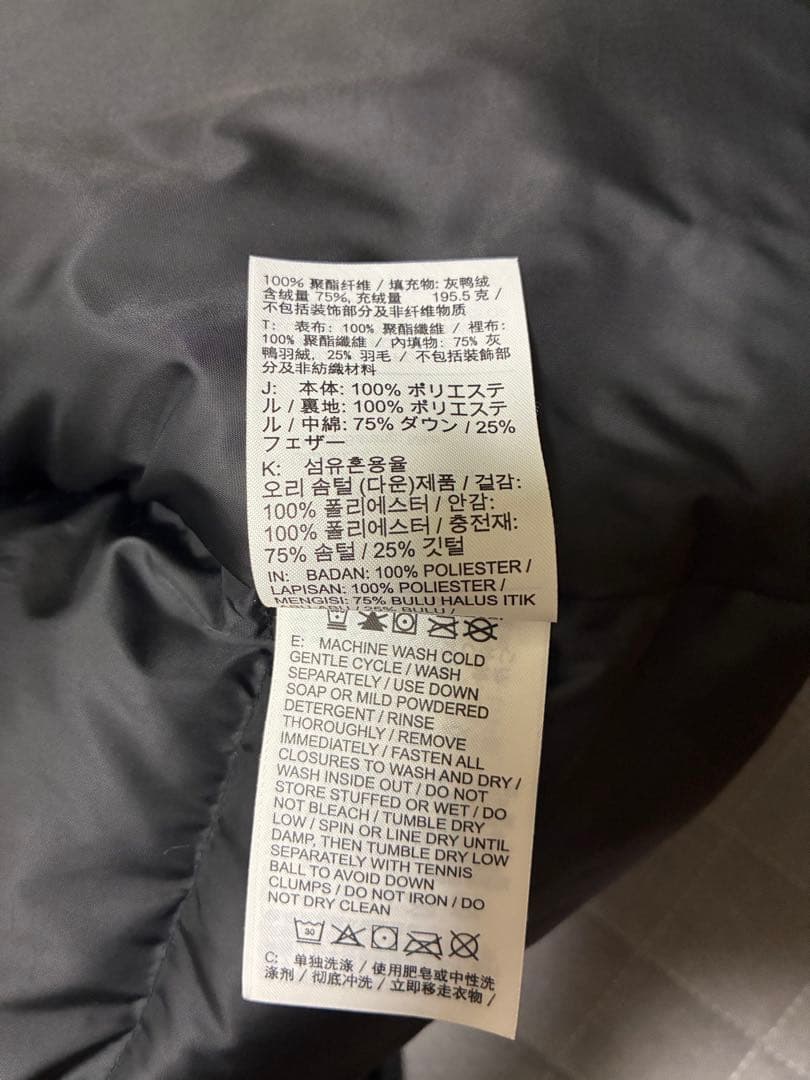 100% 聚酯纤维 / 填充物: 灰鸭绒
含绒量 75%, 充绒量 195.5 克 /
不包括装饰部分及非纤维物质
T: 表布: 100% 聚酯纖維 / 裡布:
100% 聚酯纖維 / 內填物: 75% 灰
鴨羽絨, 25% 羽毛 / 不包括裝飾部
分及非紡織材料
J: 本体: 100% ポリエステ
ル / 裏地: 100% ポリエステ
ル / 中綿: 75% ダウン / 25%
フェザー
K: 섬유혼용율
오리 솜털 (다운)제품 / 겉감:
100% 폴리에스터 / 안감:
100% 폴리에스터 / 충전재:
75% 솜털 / 25% 깃털
IN: BADAN: 100% POLIESTER /
LAPISAN: 100% POLIESTER /
MENGISI: 75% BULU HALUS ITIK
ABU-ABU / 25% BULU /
E: MACHINE WASH COLD
GENTLE CYCLE / WASH
SEPARATELY / USE DOWN
SOAP OR MILD POWDERED
DETERGENT / RINSE
THOROUGHLY / REMOVE
IMMEDIATELY / FASTEN ALL
CLOSURES TO WASH AND DRY /
WASH INSIDE OUT / DO NOT
STORE STUFFED OR WET / DO
NOT BLEACH / TUMBLE DRY
LOW / SPIN OR LINE DRY UNTIL
DAMP, THEN TUMBLE DRY LOW
SEPARATELY WITH TENNIS
BALL TO AVOID DOWN
CLUMPS / DO NOT IRON / DO
NOT DRY CLEAN
30
C: 单独洗涤 / 使用肥皂或中性洗
涤剂 / 彻底冲洗 / 立即移走衣物 /